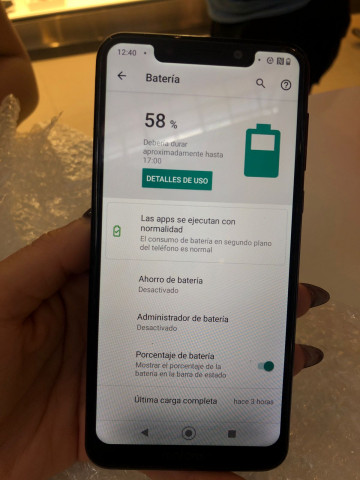 12:40
Batería
58 %
Debería durar
aproximadamente hasta
17:00
DETALLES DE USO
Las apps se ejecutan con
normalidad
El consumo de batería en segundo plano
del teléfono es normal
Ahorro de batería
Desactivado
Administrador de batería
Desactivado
Porcentaje de batería
Mostrar el porcentaje de la
batería en la barra de estado
Última carga completa hace 3 horas